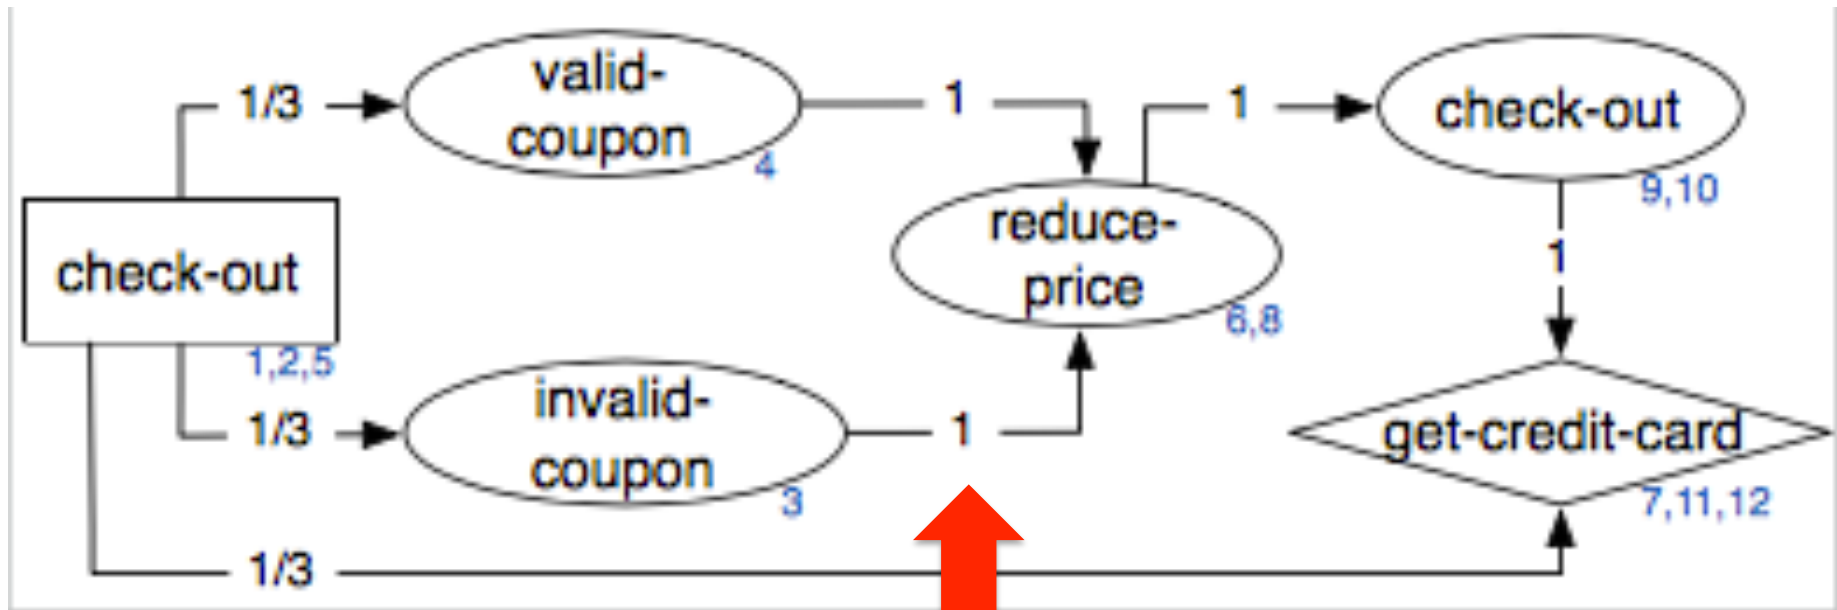 valid-
coupon
4
1/3
1
1
check-out
9,10
check-out
1,2,5
reduce-
price
6,8
1
1/3
invalid-
coupon
3
1
get-credit-card
7,11,12
1/3